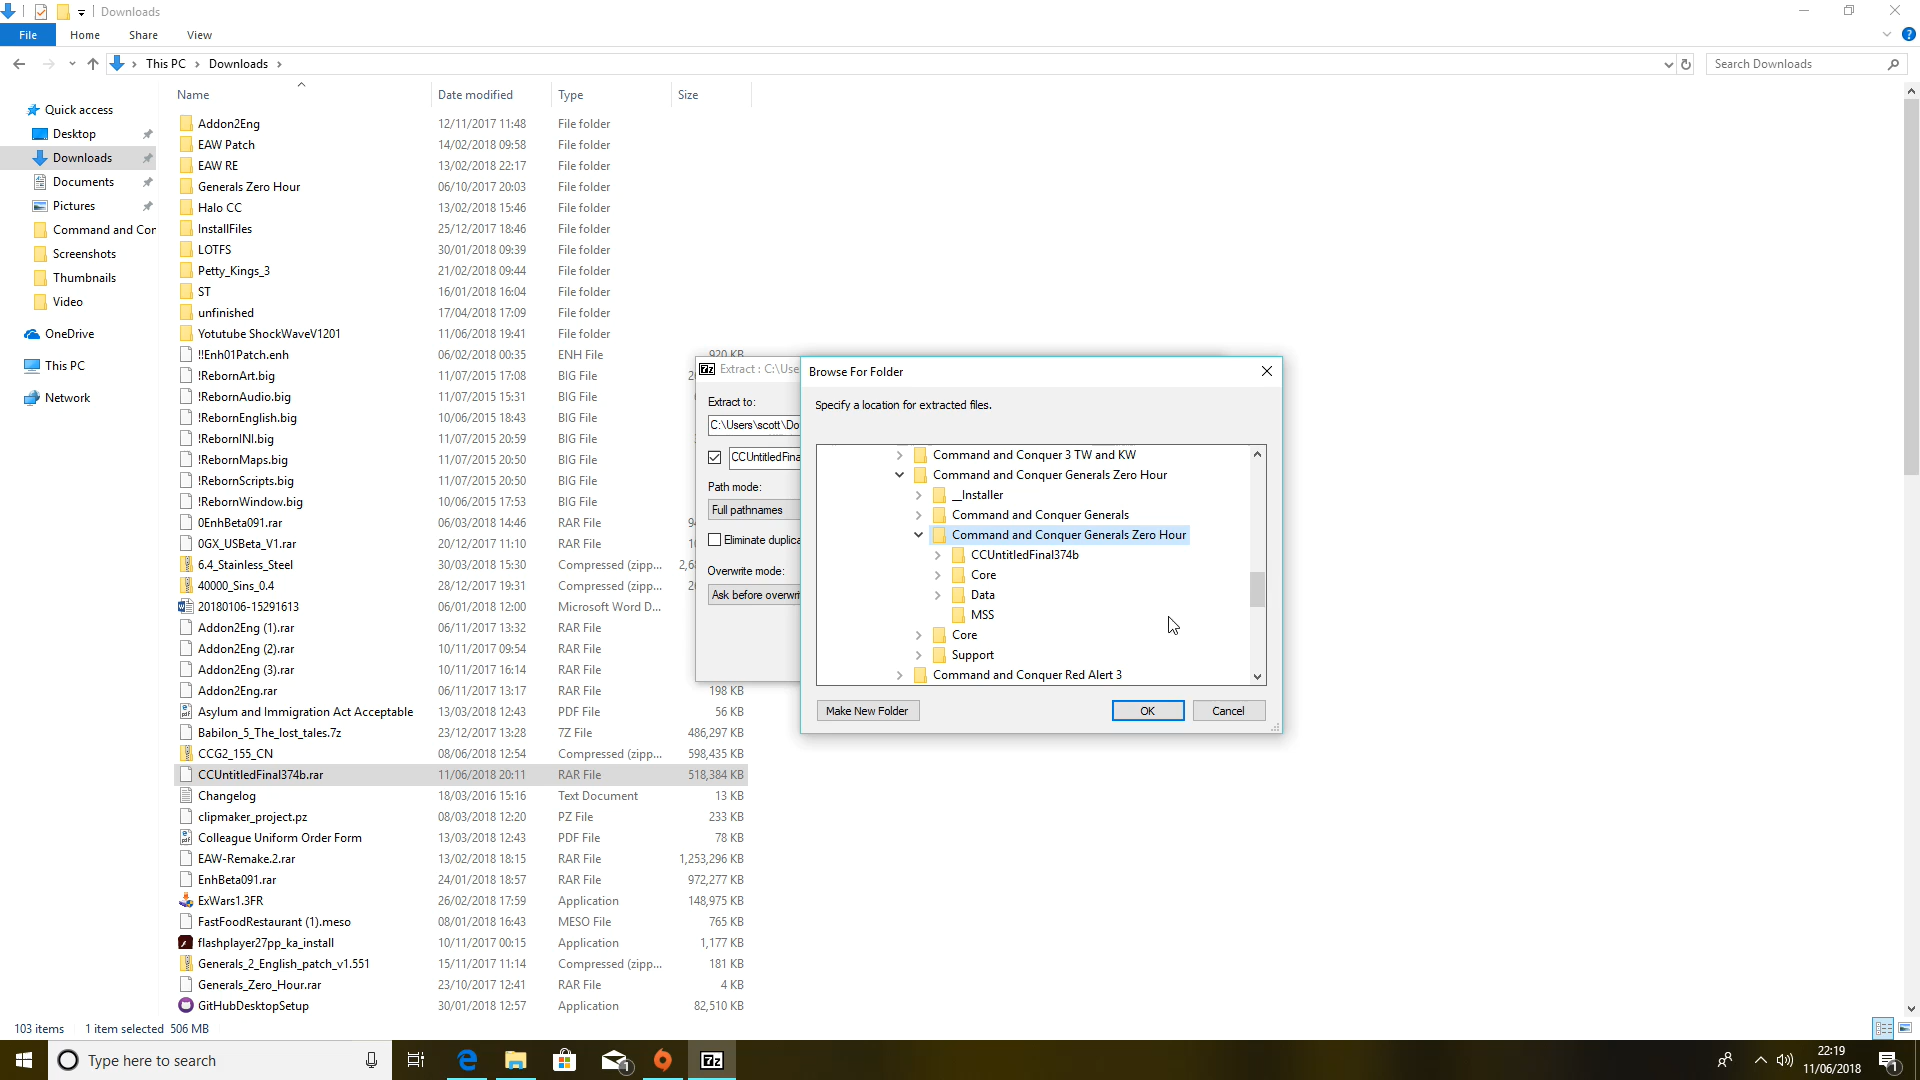 Downloads
File
Home
Share
View
This PC
Downloads
Search Downloads
Name
Date modified
Type
Size
Quick access
Desktop
Downloads
Documents
Pictures
Command and Cor
Screenshots
Thumbnails
Video
OneDrive
This PC
Network
Addon2Eng 12/11/2017 11:48 File folder
EAW Patch 14/02/2018 09:58 File folder
EAW RE 13/02/2018 22:17 File folder
Generals Zero Hour 06/10/2017 20:03 File folder
Halo CC 13/02/2018 15:46 File folder
InstallFiles 25/12/2017 18:46 File folder
LOTFS 30/01/2018 09:39 File folder
Petty_Kings_3 21/02/2018 09:44 File folder
ST 16/01/2018 16:04 File folder
unfinished 17/04/2018 17:09 File folder
Yotutube ShockWaveV1201 11/06/2018 19:41 File folder
!!Enh01Patch.enh 06/02/2018 00:35 ENH File 920 KB
!RebornArt.big 11/07/2015 17:08 BIG File 2
!RebornAudio.big 11/07/2015 15:31 BIG File
!RebornEnglish.big 10/06/2015 18:43 BIG File
!RebornINI.big 11/07/2015 20:59 BIG File
!RebornMaps.big 11/07/2015 20:50 BIG File
!RebornScripts.big 11/07/2015 20:50 BIG File
!RebornWindow.big 10/06/2015 17:53 BIG File
0EnhBeta091.rar 06/03/2018 14:46 RAR File 9
0GX_USBeta_V1.rar 20/12/2017 11:10 RAR File 1
6.4_Stainless_Steel 30/03/2018 15:30 Compressed (zipp... 2,6
40000_Sins_0.4 28/12/2017 19:31 Compressed (zipp... 2
20180106-15291613 06/01/2018 12:00 Microsoft Word D...
Addon2Eng (1).rar 06/11/2017 13:32 RAR File
Addon2Eng (2).rar 10/11/2017 09:54 RAR File
Addon2Eng (3).rar 10/11/2017 16:14 RAR File
Addon2Eng.rar 06/11/2017 13:17 RAR File 198 KB
Asylum and Immigration Act Acceptable 13/03/2018 12:43 PDF File 56 KB
Babilon_5_The_lost_tales.7z 23/12/2017 13:28 7Z File 486,297 KB
CCG2_155_CN 08/06/2018 12:54 Compressed (zipp... 598,435 KB
CCUntitledFinal374b.rar 11/06/2018 20:11 RAR File 518,384 KB
Changelog 18/03/2016 15:16 Text Document 13 KB
clipmaker_project.pz 08/03/2018 12:20 PZ File 233 KB
Colleague Uniform Order Form 13/03/2018 12:43 PDF File 78 KB
EAW-Remake.2.rar 13/02/2018 18:15 RAR File 1,253,296 KB
EnhBeta091.rar 24/01/2018 18:57 RAR File 972,277 KB
ExWars1.3FR 26/02/2018 17:59 Application 148,975 KB
FastFoodRestaurant (1).meso 08/01/2018 16:43 MESO File 765 KB
flashplayer27pp_ka_install 10/11/2017 00:15 Application 1,177 KB
Generals_2_English_patch_v1.551 15/11/2017 11:14 Compressed (zipp... 181 KB
Generals_Zero_Hour.rar 23/10/2017 12:41 RAR File 4 KB
GitHubDesktopSetup 30/01/2018 12:57 Application 82,510 KB
7z Extract : C:\Use
Extract to:
C:\Users\scott\Do
CCUntitledFina
Path mode:
Full pathnames
Eliminate duplica
Overwrite mode:
Ask before overwri
Browse For Folder
Specify a location for extracted files.
Command and Conquer 3 TW and KW
Command and Conquer Generals Zero Hour
__Installer
Command and Conquer Generals
Command and Conquer Generals Zero Hour
CCUntitledFinal374b
Core
Data
MSS
Core
Support
Command and Conquer Red Alert 3
Make New Folder
OK
Cancel
103 items 1 item selected 506 MB
Type here to search
1
7z
22:19
11/06/2018
1